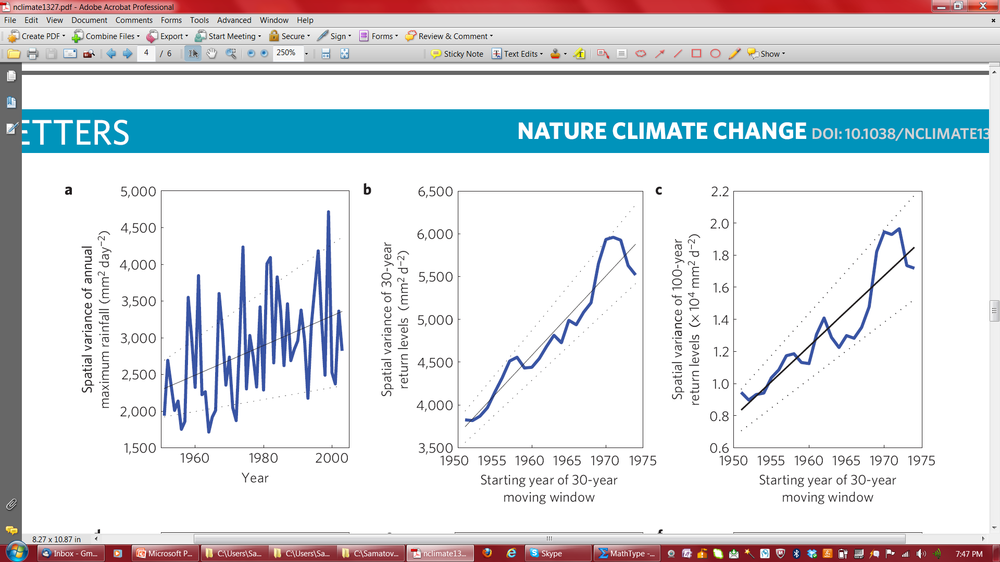 nclimate1327.pdf - Adobe Acrobat Professional
File Edit View Document Comments Forms Tools Advanced Window Help
Create PDF Combine Files Export Start Meeting Secure Sign Forms Review & Comment
4 / 6 250% Sticky Note Text Edits Show
ETTERS
NATURE CLIMATE CHANGE DOI: 10.1038/NCLIMATE13
a
Spatial variance of annual
maximum rainfall (mm² day⁻²)
5,000
4,500
4,000
3,500
3,000
2,500
2,000
1,500
1960 1980 2000
Year
b
Spatial variance of 30-year
return levels (mm² d⁻²)
6,500
6,000
5,500
5,000
4,500
4,000
3,500
1950 1955 1960 1965 1970 1975
Starting year of 30-year
moving window
c
Spatial variance of 100-year
return levels (× 10⁴ mm² d⁻²)
2.2
2.0
1.8
1.6
1.4
1.2
1.0
0.8
0.6
1950 1955 1960 1965 1970 1975
Starting year of 30-year
moving window
8.27 x 10.87 in
Inbox - Gm... Microsoft P... C:\Users\Sa... C:\Users\Sa... C:\Samatov... nclimate13... Skype MathType -... 7:47 PM